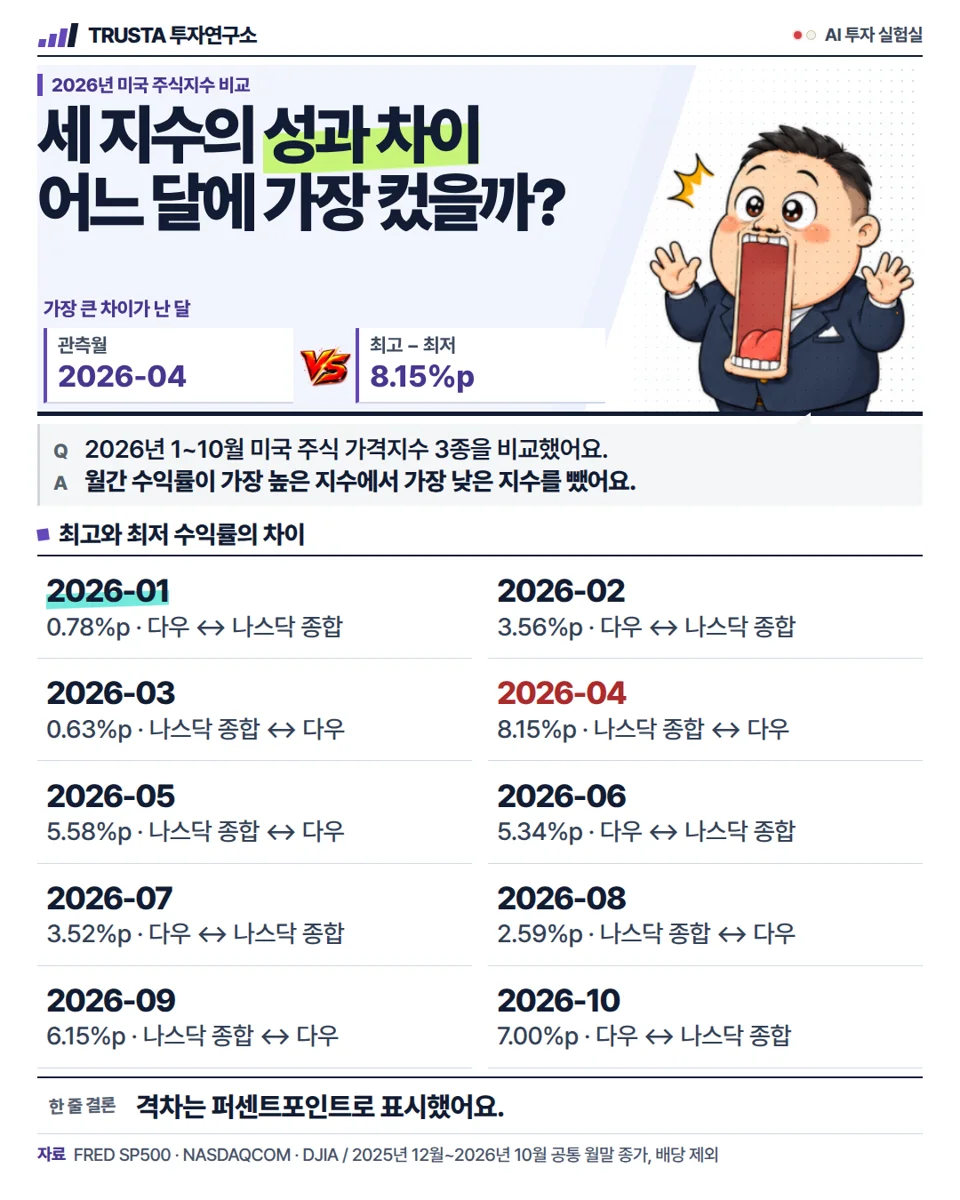 TRUSTA 투자연구소
AI 투자 실험실
2026년 미국 주식지수 비교
세 지수의 성과 차이
어느 달에 가장 컸을까?
가장 큰 차이가 난 달
관측월
2026-04
VS
최고 – 최저
8.15%p
Q 2026년 1~10월 미국 주식 가격지수 3종을 비교했어요.
A 월간 수익률이 가장 높은 지수에서 가장 낮은 지수를 뺐어요.
최고와 최저 수익률의 차이
2026-01
0.78%p · 다우 ↔ 나스닥 종합
2026-02
3.56%p · 다우 ↔ 나스닥 종합
2026-03
0.63%p · 나스닥 종합 ↔ 다우
2026-04
8.15%p · 나스닥 종합 ↔ 다우
2026-05
5.58%p · 나스닥 종합 ↔ 다우
2026-06
5.34%p · 다우 ↔ 나스닥 종합
2026-07
3.52%p · 다우 ↔ 나스닥 종합
2026-08
2.59%p · 나스닥 종합 ↔ 다우
2026-09
6.15%p · 나스닥 종합 ↔ 다우
2026-10
7.00%p · 다우 ↔ 나스닥 종합
한 줄 결론 격차는 퍼센트포인트로 표시했어요.
자료 FRED SP500 · NASDAQCOM · DJIA / 2025년 12월~2026년 10월 공통 월말 종가, 배당 제외